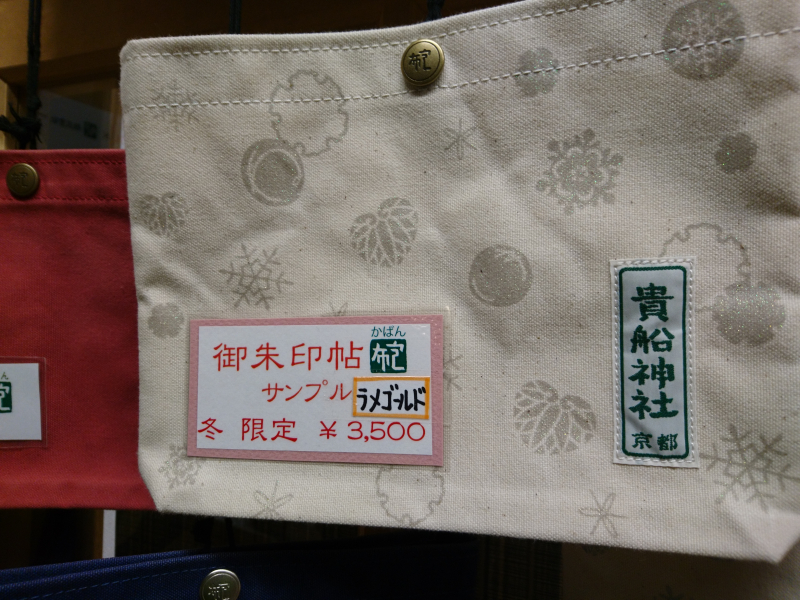 かばん
御朱印帖
サンプル
ラメゴールド
冬 限定 ¥3,500
貴船神社
京都